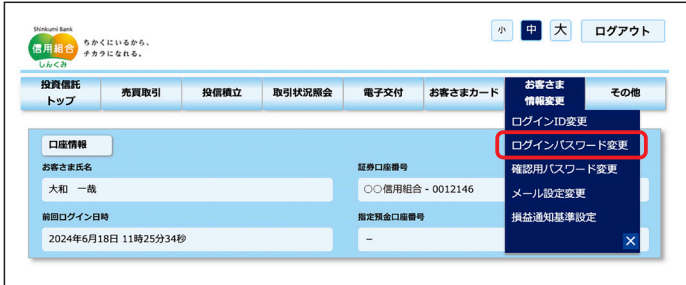 Shinkumi Bank
信用組合
しんくみ
ちかくにいるから、
チカラになれる。
小 中 大 ログアウト
投資信託
トップ
売買取引
投信積立
取引状況照会
電子交付
お客さまカード
お客さま
情報変更
その他
ログインID変更
ログインパスワード変更
確認用パスワード変更
メール設定変更
損益通知基準設定
×
口座情報
お客さま氏名
大和 一哉
証券口座番号
○○信用組合 - 0012146
前回ログイン日時
2024年6月18日 11時25分34秒
指定預金口座番号
−